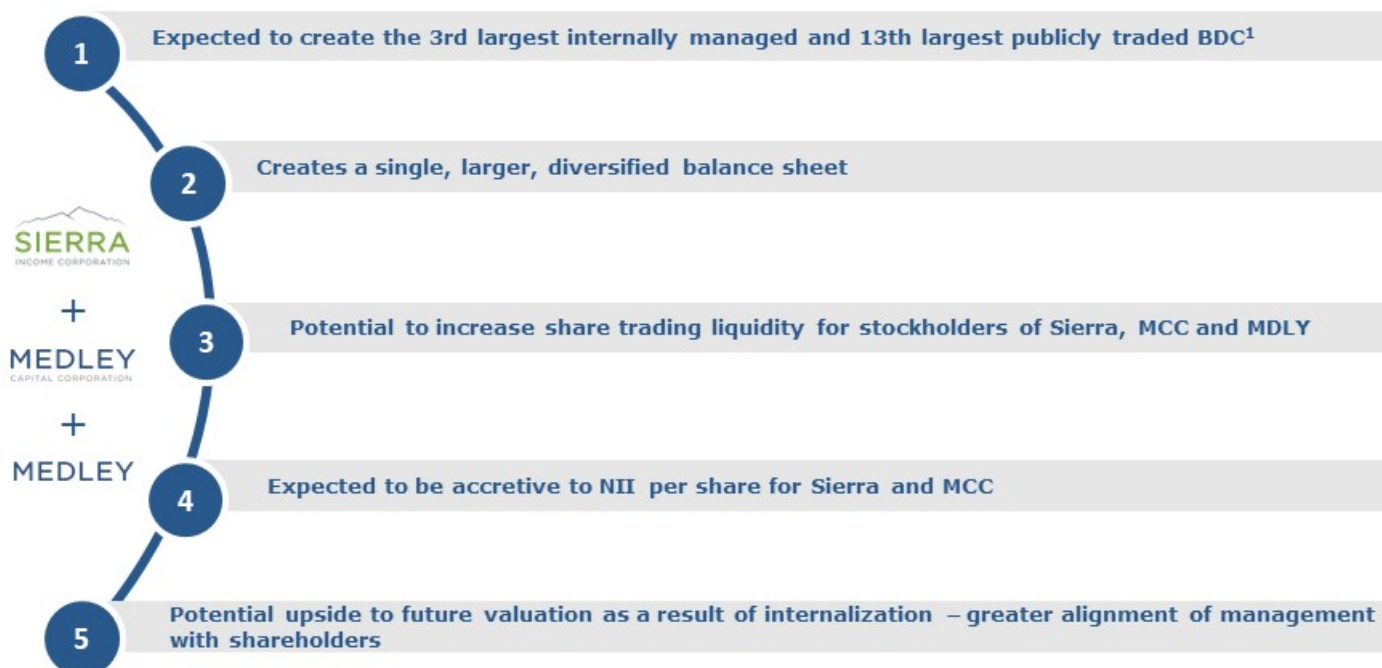 1
Expected to create the 3rd largest internally managed and 13th largest publicly traded BDC¹
2
Creates a single, larger, diversified balance sheet
SIERRA
INCOME CORPORATION
+
3
Potential to increase share trading liquidity for stockholders of Sierra, MCC and MDLY
MEDLEY
CAPITAL CORPORATION
+
MEDLEY
4
Expected to be accretive to NII per share for Sierra and MCC
5
Potential upside to future valuation as a result of internalization – greater alignment of management
with shareholders